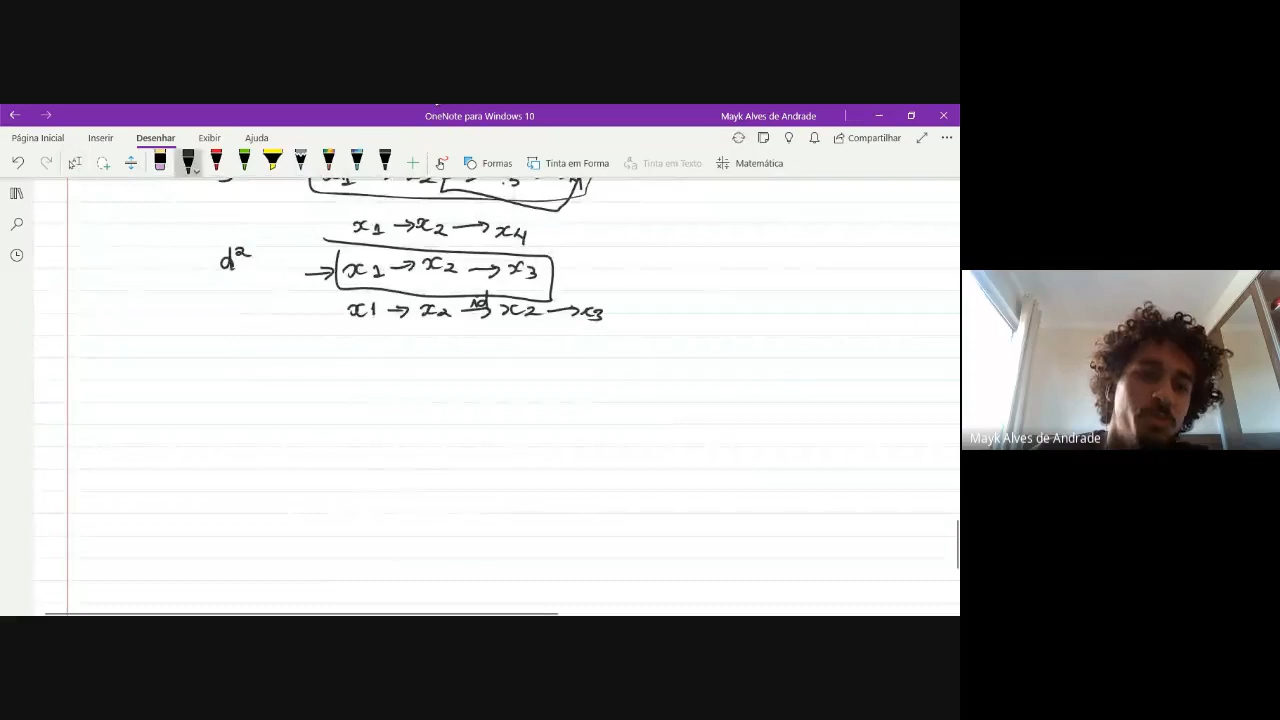 OneNote para Windows 10
Mayk Alves de Andrade
Página Inicial Inserir Desenhar Exibir Ajuda
Compartilhar
Formas Tinta em Forma Tinta em Texto Matemática
x1 → x2 → x4
d²
→ x1 → x2 → x3
x1 → x2 → x2 → x3
Mayk Alves de Andrade